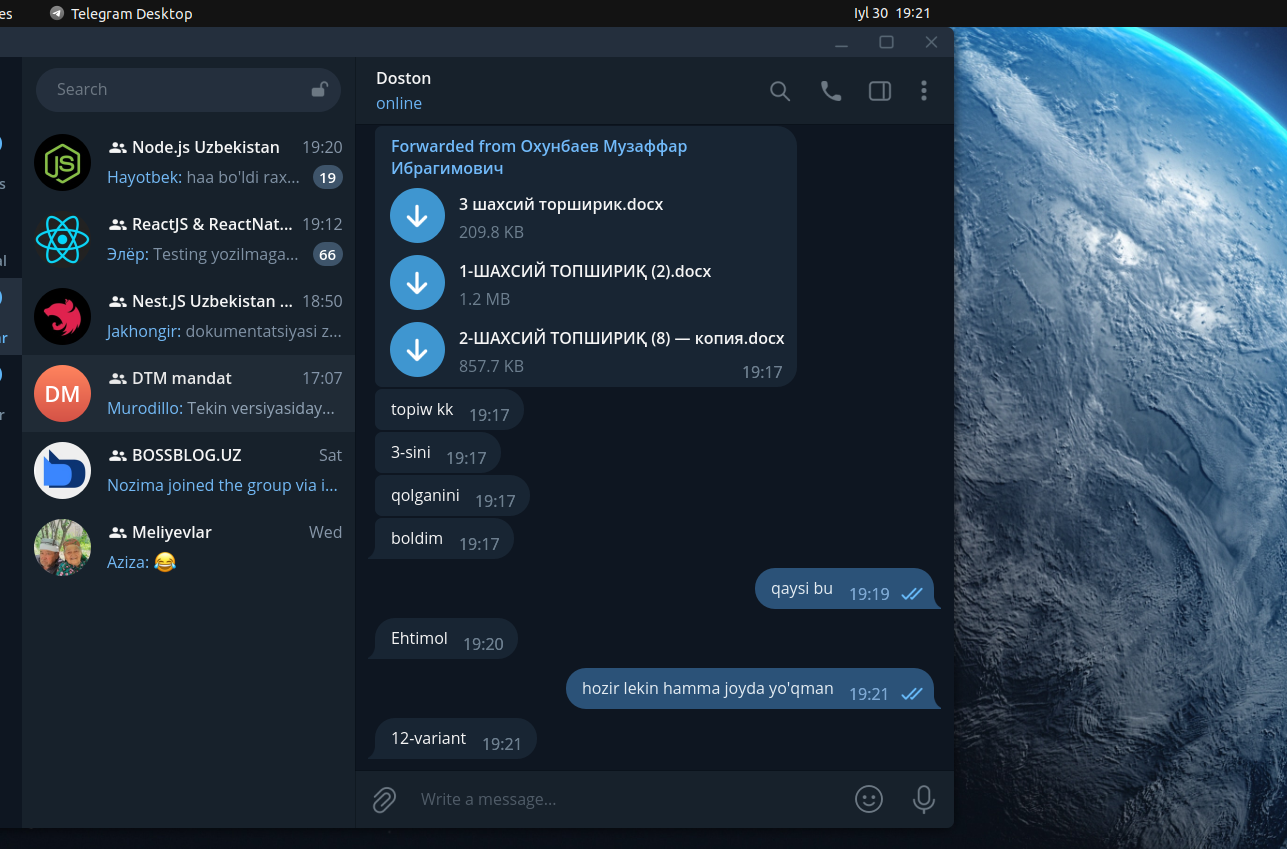 es
Telegram Desktop
Iyl 30 19:21
Search
Node.js Uzbekistan 19:20
Hayotbek: haa bo'ldi rax... 19
ReactJS & ReactNat... 19:12
Элёр: Testing yozilmaga... 66
Nest.JS Uzbekistan ... 18:50
Jakhongir: dokumentatsiyasi z...
DM
DTM mandat 17:07
Murodillo: Tekin versiyasiday...
BOSSBLOG.UZ Sat
Nozima joined the group via i...
Meliyevlar Wed
Aziza: 😂
Doston
online
Forwarded from Охунбаев Музаффар
Ибрагимович
3 шахсий торширик.docx
209.8 KB
1-ШАХСИЙ ТОПШИРИҚ (2).docx
1.2 MB
2-ШАХСИЙ ТОПШИРИҚ (8) — копия.docx
857.7 KB
19:17
topiw kk 19:17
3-sini 19:17
qolganini 19:17
boldim 19:17
qaysi bu 19:19
Ehtimol 19:20
hozir lekin hamma joyda yo'qman 19:21
12-variant 19:21
Write a message...